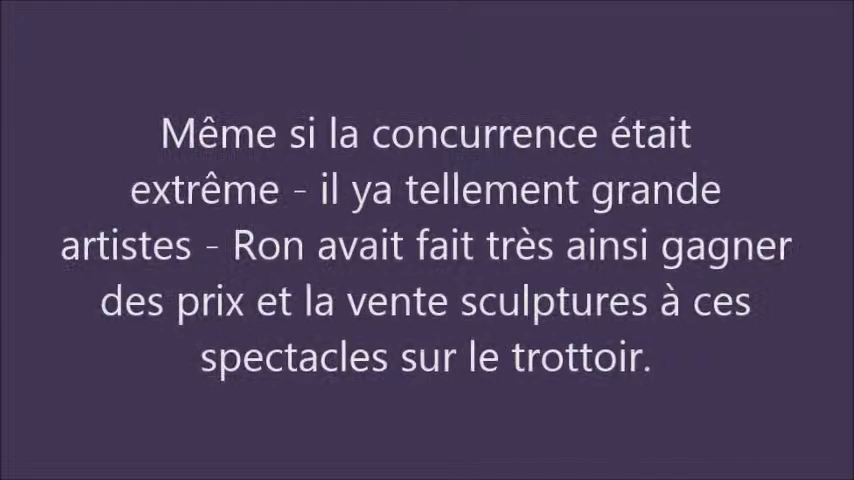 Même si la concurrence était
extrême - il ya tellement grande
artistes - Ron avait fait très ainsi gagner
des prix et la vente sculptures à ces
spectacles sur le trottoir.